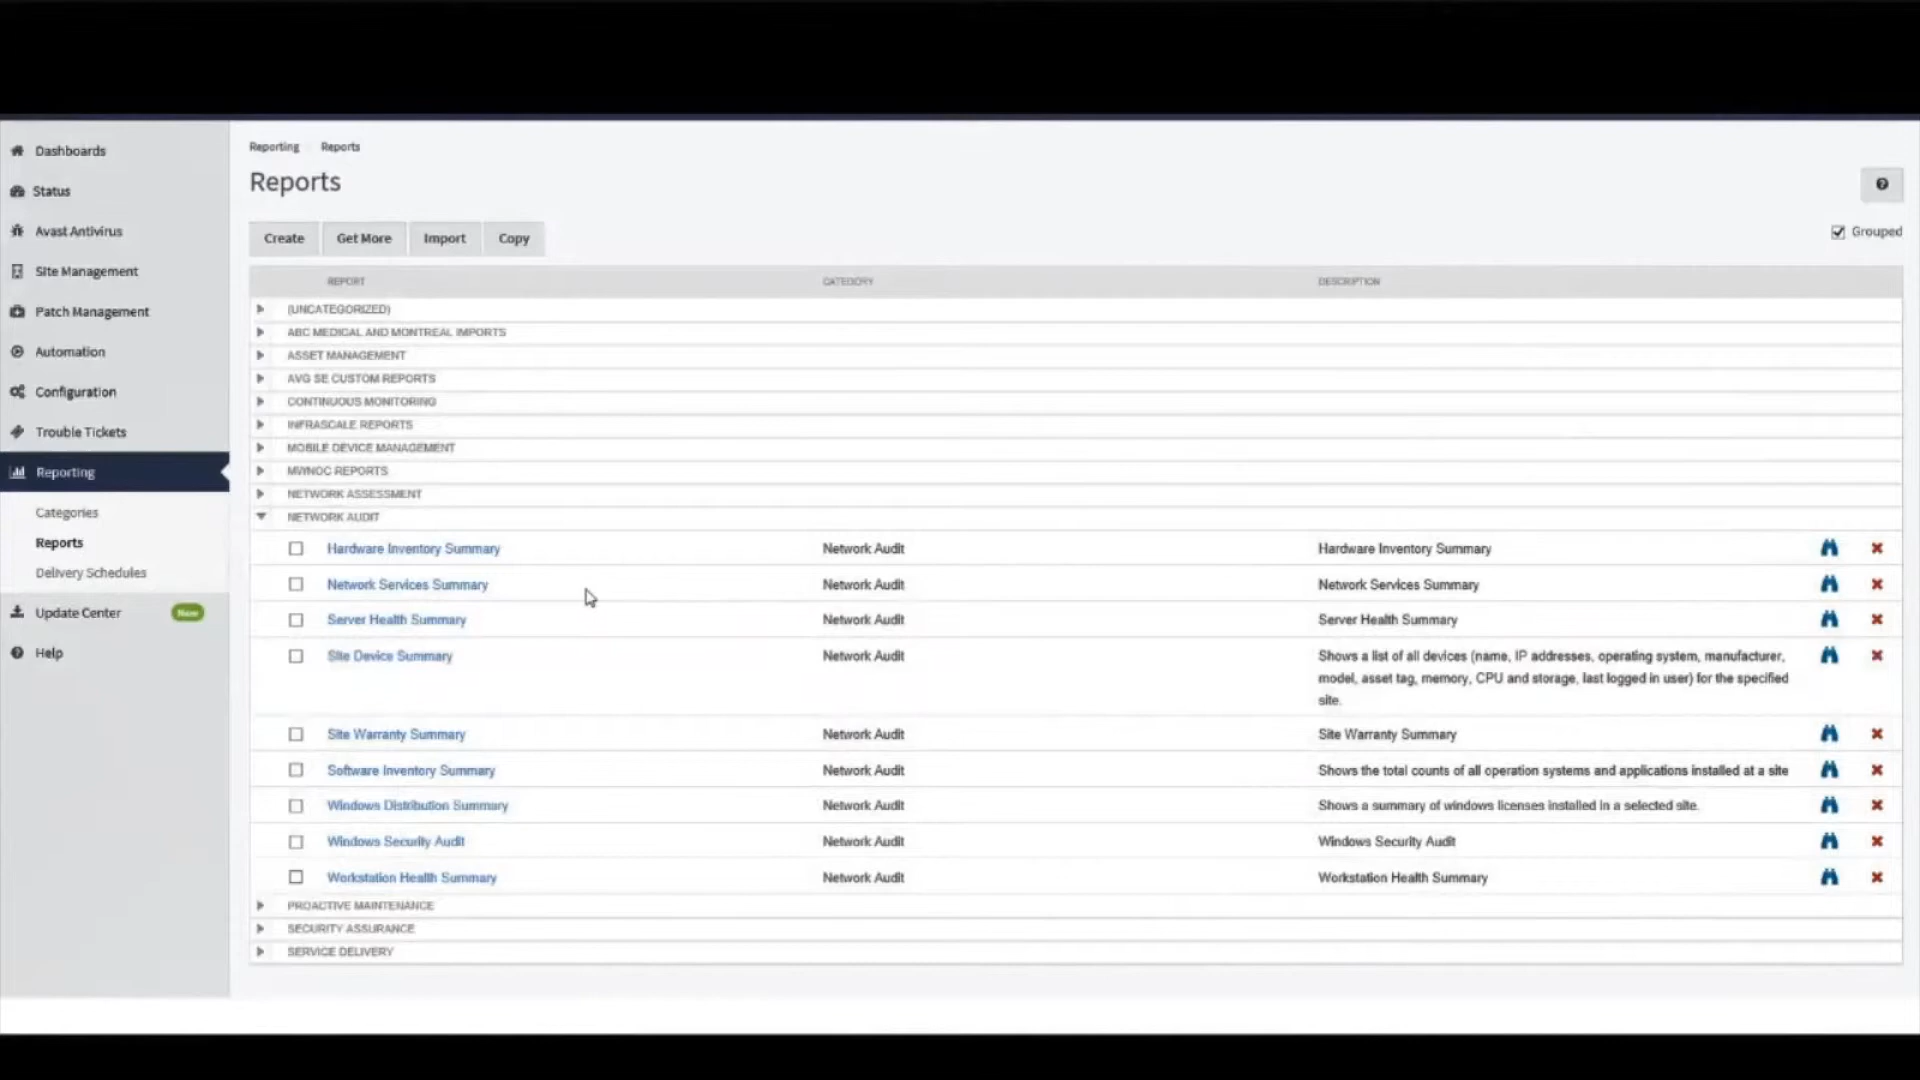 Dashboards
Status
Avast Antivirus
Site Management
Patch Management
Automation
Configuration
Trouble Tickets
Reporting
Categories
Reports
Delivery Schedules
Update Center New
Help
Reporting Reports
Reports
Create Get More Import Copy
Grouped
REPORT CATEGORY DESCRIPTION
(UNCATEGORIZED)
ABC MEDICAL AND MONTREAL IMPORTS
ASSET MANAGEMENT
AVG SE CUSTOM REPORTS
CONTINUOUS MONITORING
INFRASCALE REPORTS
MOBILE DEVICE MANAGEMENT
MWNOC REPORTS
NETWORK ASSESSMENT
NETWORK AUDIT
Hardware Inventory Summary Network Audit Hardware Inventory Summary
Network Services Summary Network Audit Network Services Summary
Server Health Summary Network Audit Server Health Summary
Site Device Summary Network Audit Shows a list of all devices (name, IP addresses, operating system, manufacturer,
model, asset tag, memory, CPU and storage, last logged in user) for the specified
site.
Site Warranty Summary Network Audit Site Warranty Summary
Software Inventory Summary Network Audit Shows the total counts of all operation systems and applications installed at a site
Windows Distribution Summary Network Audit Shows a summary of windows licenses installed in a selected site.
Windows Security Audit Network Audit Windows Security Audit
Workstation Health Summary Network Audit Workstation Health Summary
PROACTIVE MAINTENANCE
SECURITY ASSURANCE
SERVICE DELIVERY